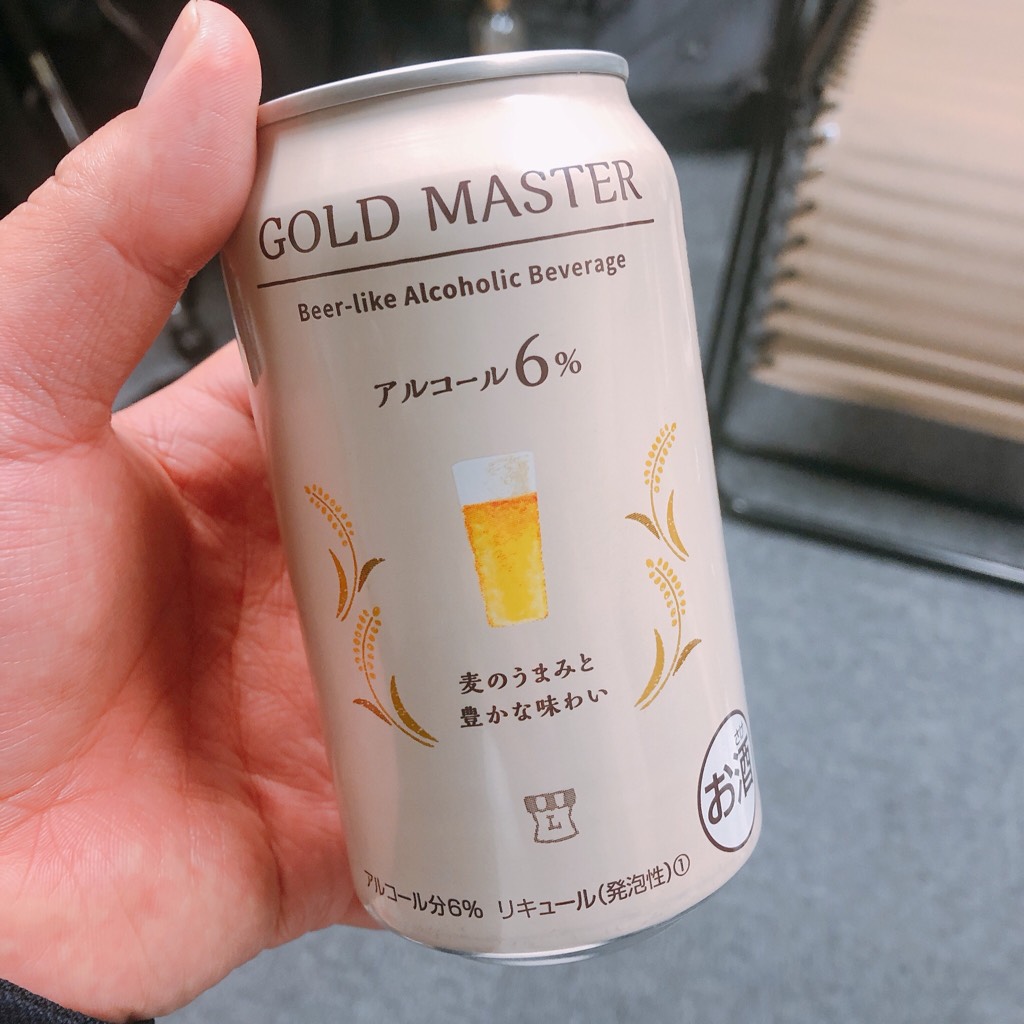 GOLD MASTER
Beer-like Alcoholic Beverage
アルコール6%
麦のうまみと
豊かな味わい
L
さけ
お酒
アルコール分6% リキュール(発泡性)①